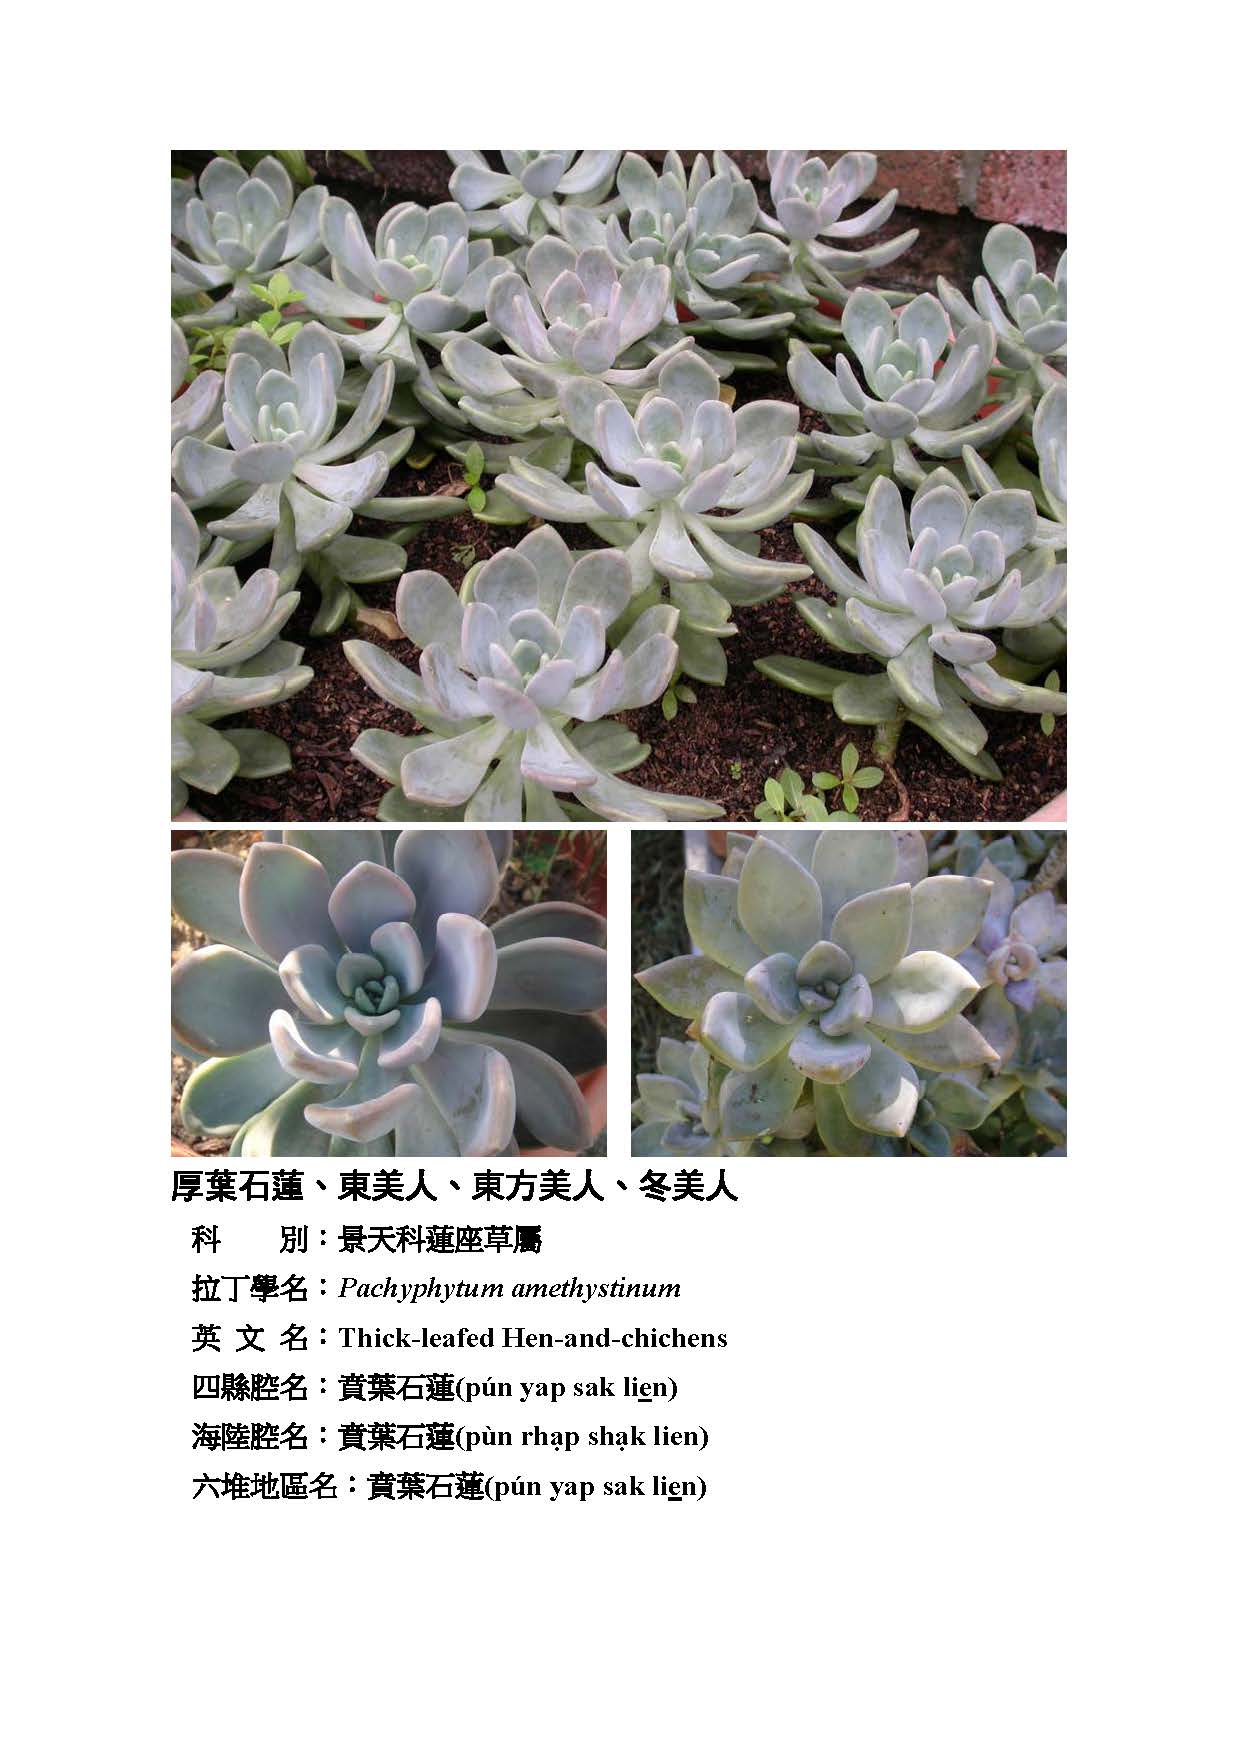 厚葉石蓮、東美人、東方美人、冬美人
科　　別：景天科蓮座草屬
拉丁學名：Pachyphytum amethystinum
英 文 名：Thick-leafed Hen-and-chichens
四縣腔名：賁葉石蓮(pún yap sak lien)
海陸腔名：賁葉石蓮(pùn rhạp shạk lien)
六堆地區名：賁葉石蓮(pún yap sak lien)